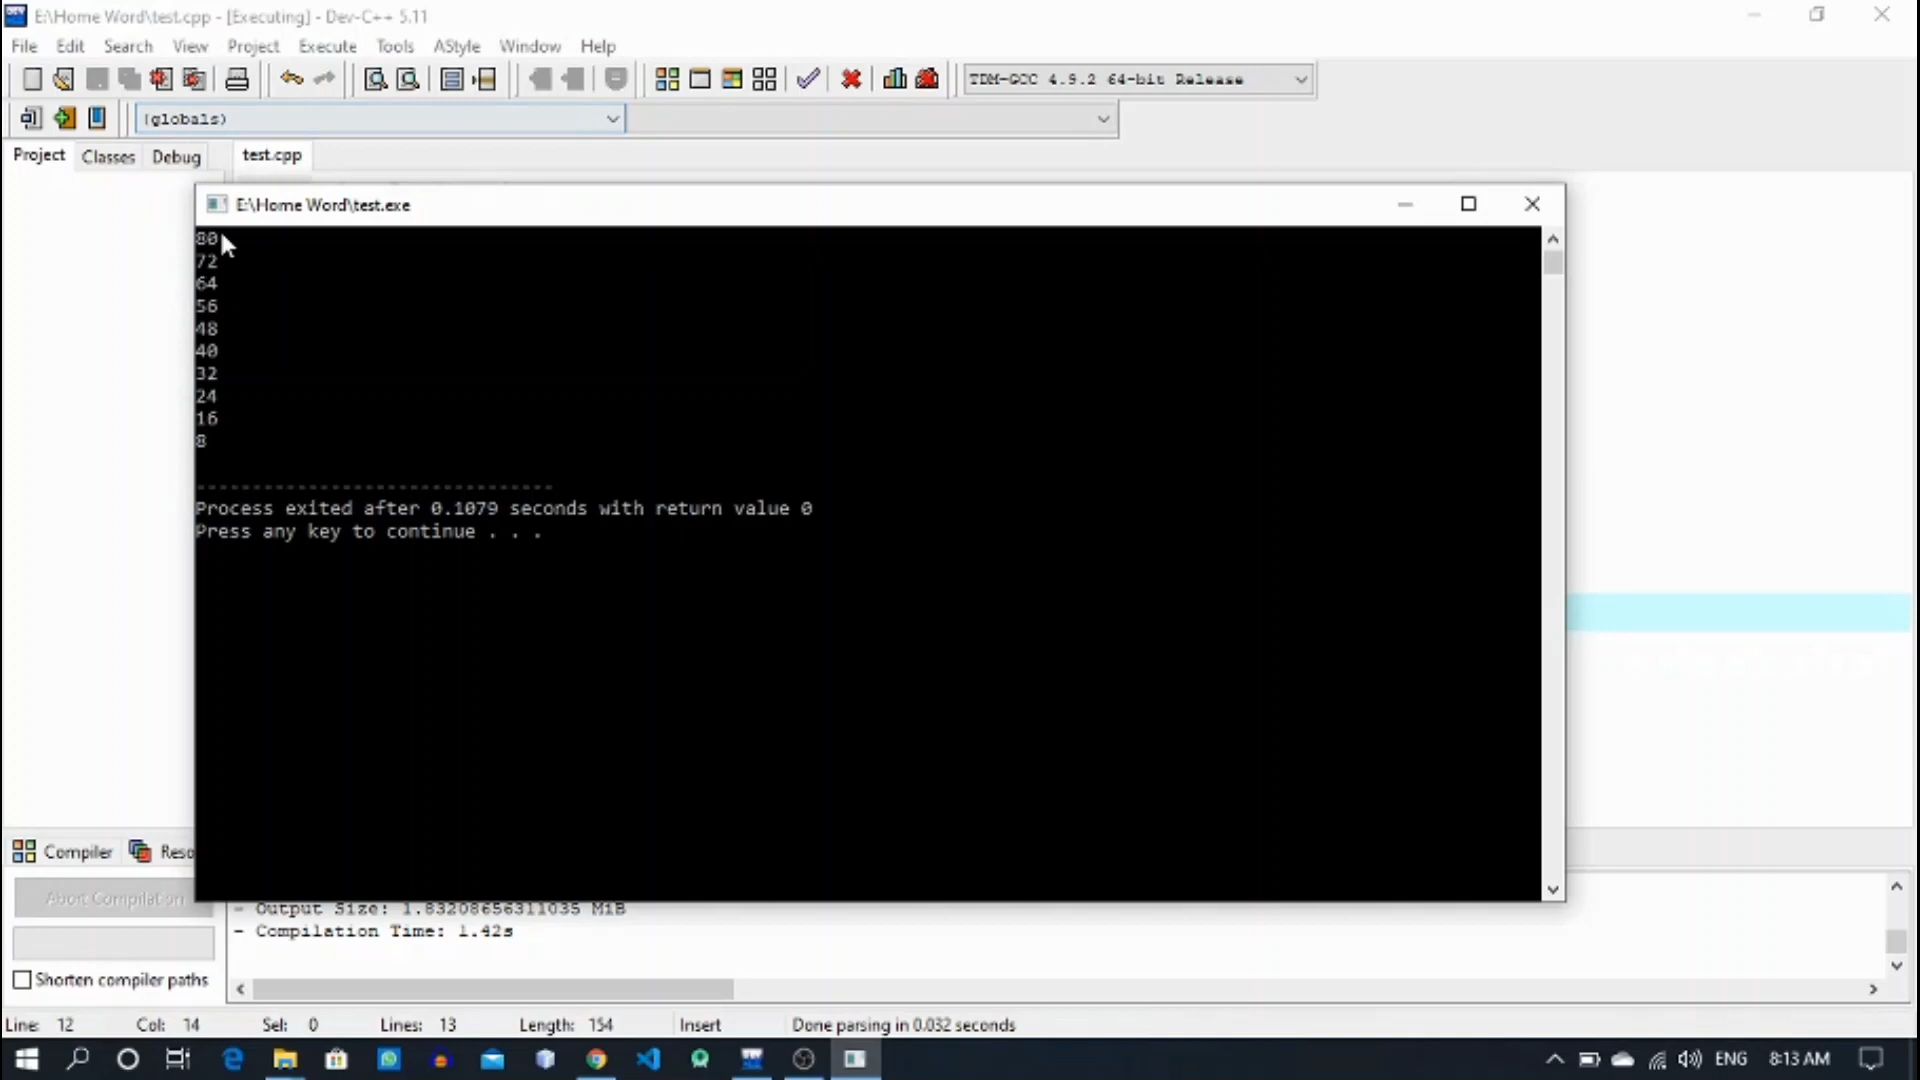 E:\Home Word\test.cpp - [Executing] - Dev-C++ 5.11
File Edit Search View Project Execute Tools AStyle Window Help
TDM-GCC 4.9.2 64-bit Release
(globals)
Project Classes Debug test.cpp
E:\Home Word\test.exe
80
72
64
56
48
40
32
24
16
8
--------------------------------
Process exited after 0.1079 seconds with return value 0
Press any key to continue . . .
Compiler Reso
Abort Compilation
- Output Size: 1.83208656311035 MiB
- Compilation Time: 1.42s
Shorten compiler paths
Line: 12 Col: 14 Sel: 0 Lines: 13 Length: 154 Insert Done parsing in 0.032 seconds
ENG 8:13 AM